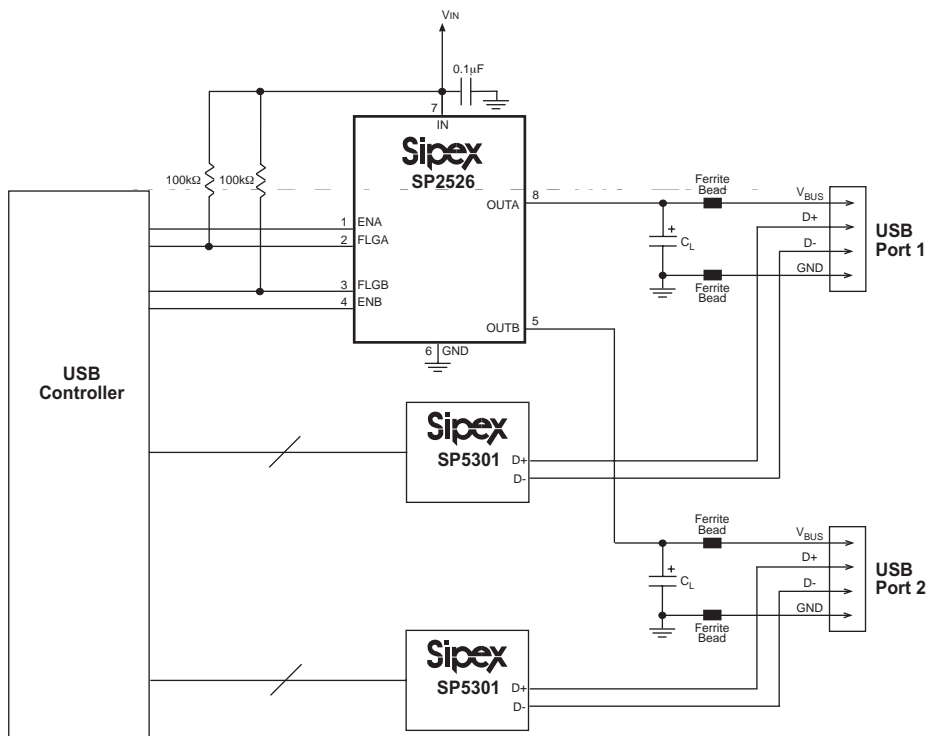 VIN
0.1µF
7
IN
Sipex
SP2526
100kΩ 100kΩ
8
OUTA
Ferrite
Bead
VBUS
D+
D-
GND
USB
Port 1
+
CL
Ferrite
Bead
1 ENA
2 FLGA
3 FLGB
4 ENB
OUTB
5
6 GND
USB
Controller
Sipex
SP5301
D+
D-
Ferrite
Bead
VBUS
D+
D-
GND
USB
Port 2
+
CL
Ferrite
Bead
Sipex
SP5301
D+
D-